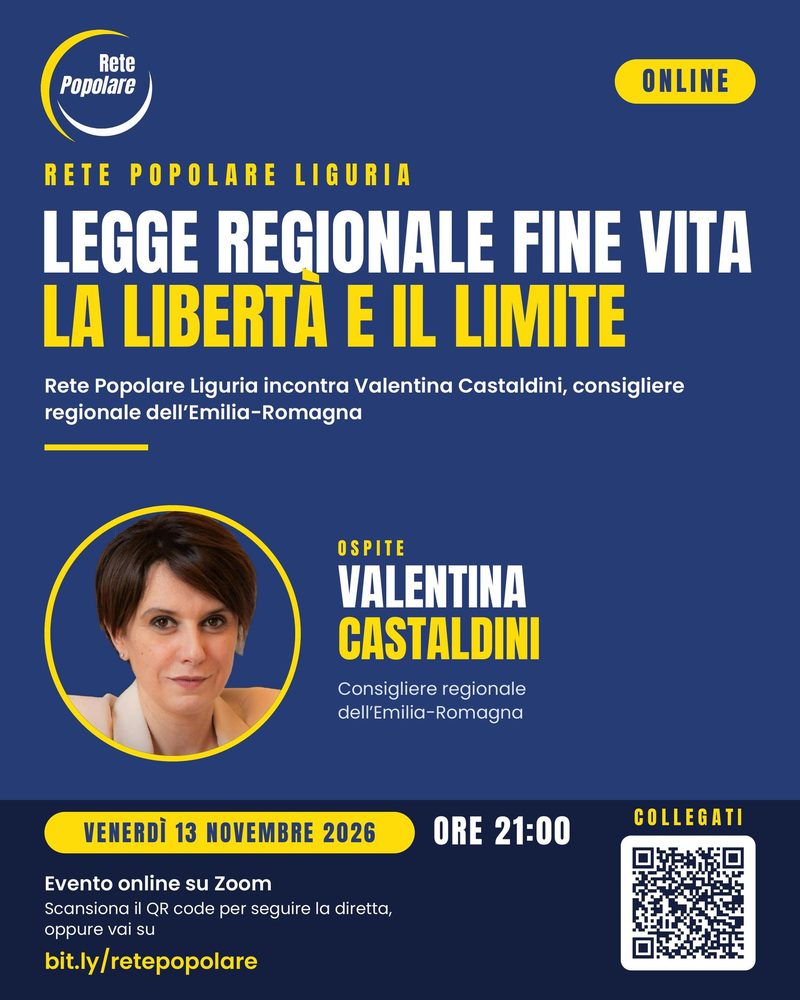 Rete
Popolare
ONLINE
RETE POPOLARE LIGURIA
LEGGE REGIONALE FINE VITA
LA LIBERTÀ E IL LIMITE
Rete Popolare Liguria incontra Valentina Castaldini, consigliere
regionale dell’Emilia-Romagna
OSPITE
VALENTINA
CASTALDINI
Consigliere regionale
dell’Emilia-Romagna
VENERDÌ 13 NOVEMBRE 2026
ORE 21:00
COLLEGATI
Evento online su Zoom
Scansiona il QR code per seguire la diretta,
oppure vai su
bit.ly/retepopolare